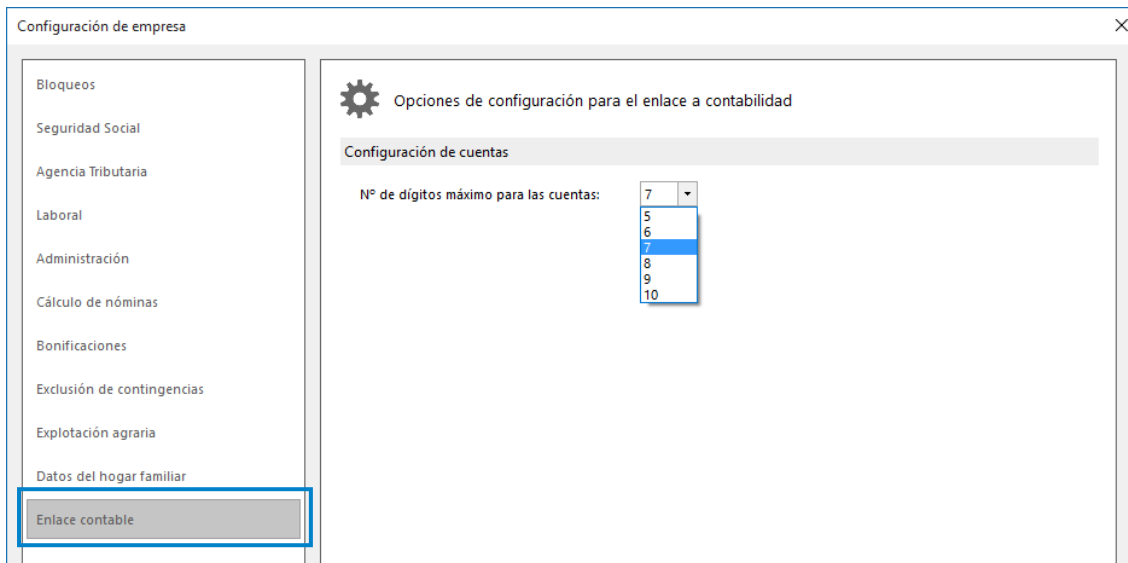 Configuración de empresa
Bloqueos
Seguridad Social
Agencia Tributaria
Laboral
Administración
Cálculo de nóminas
Bonificaciones
Exclusión de contingencias
Explotación agraria
Datos del hogar familiar
Enlace contable
Opciones de configuración para el enlace a contabilidad
Configuración de cuentas
Nº de dígitos máximo para las cuentas: 7
5
6
7
8
9
10